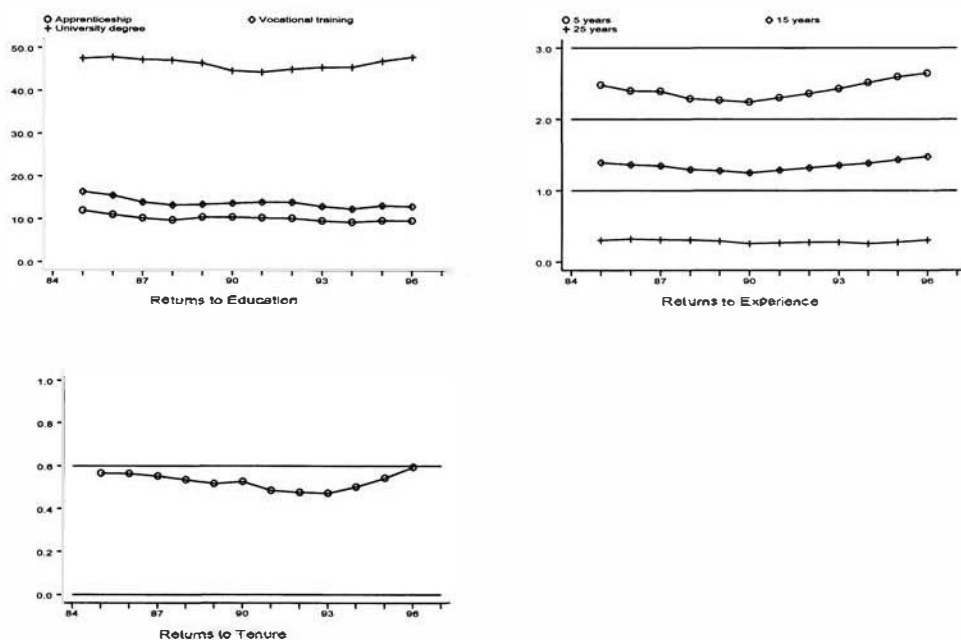 Apprenticeship Vocational training
University degree
50.0
40.0
30.0
20.0
10.0
0.0
84 87 90 93 96
Returns to Education
5 years 15 years
25 years
3.0
2.0
1.0
0.0
84 87 90 93 96
Returns to Experience
1.0
0.8
0.6
0.4
0.2
0.0
84 87 90 93 96
Returns to Tenure